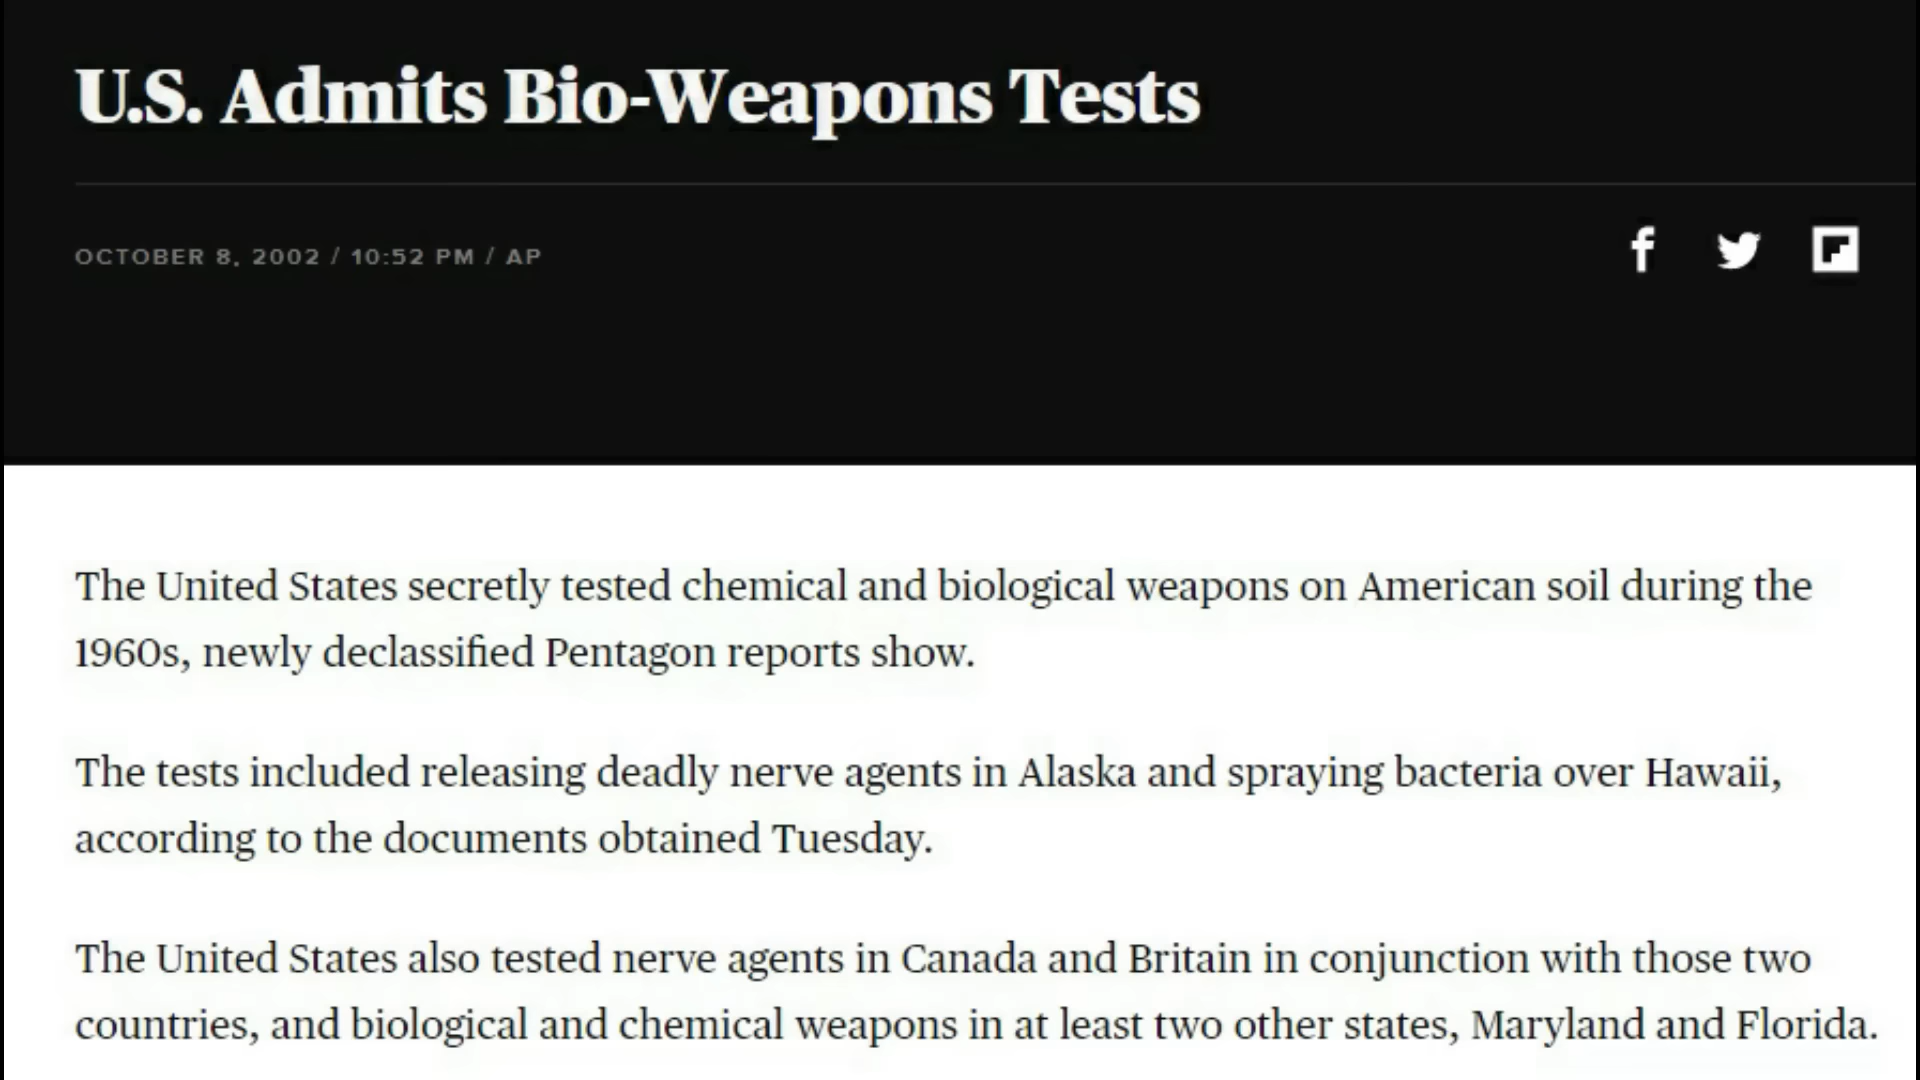 U.S. Admits Bio-Weapons Tests
OCTOBER 8, 2002 / 10:52 PM / AP
The United States secretly tested chemical and biological weapons on American soil during the
1960s, newly declassified Pentagon reports show.
The tests included releasing deadly nerve agents in Alaska and spraying bacteria over Hawaii,
according to the documents obtained Tuesday.
The United States also tested nerve agents in Canada and Britain in conjunction with those two
countries, and biological and chemical weapons in at least two other states, Maryland and Florida.